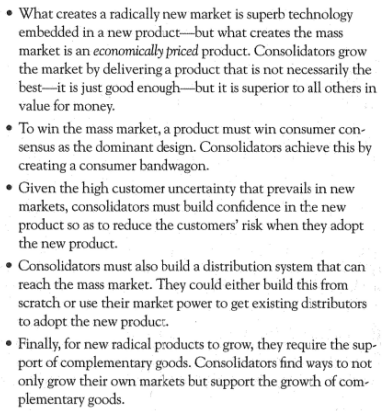 • What creates a radically new market is superb technology
embedded in a new product—but what creates the mass
market is an economically priced product. Consolidators grow
the market by delivering a product that is not necessarily the
best—it is just good enough—but it is superior to all others in
value for money.
• To win the mass market, a product must win consumer con-
sensus as the dominant design. Consolidators achieve this by
creating a consumer bandwagon.
• Given the high customer uncertainty that prevails in new
markets, consolidators must build confidence in the new
product so as to reduce the customers' risk when they adopt
the new product.
• Consolidators must also build a distribution system that can
reach the mass market. They could either build this from
scratch or use their market power to get existing distributors
to adopt the new product.
• Finally, for new radical products to grow, they require the sup-
port of complementary goods. Consolidators find ways to not
only grow their own markets but support the growth of com-
plementary goods.